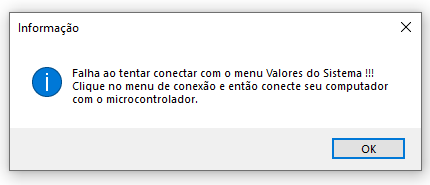 Informação
Falha ao tentar conectar com o menu Valores do Sistema !!!
Clique no menu de conexão e então conecte seu computador
com o microcontrolador.
OK